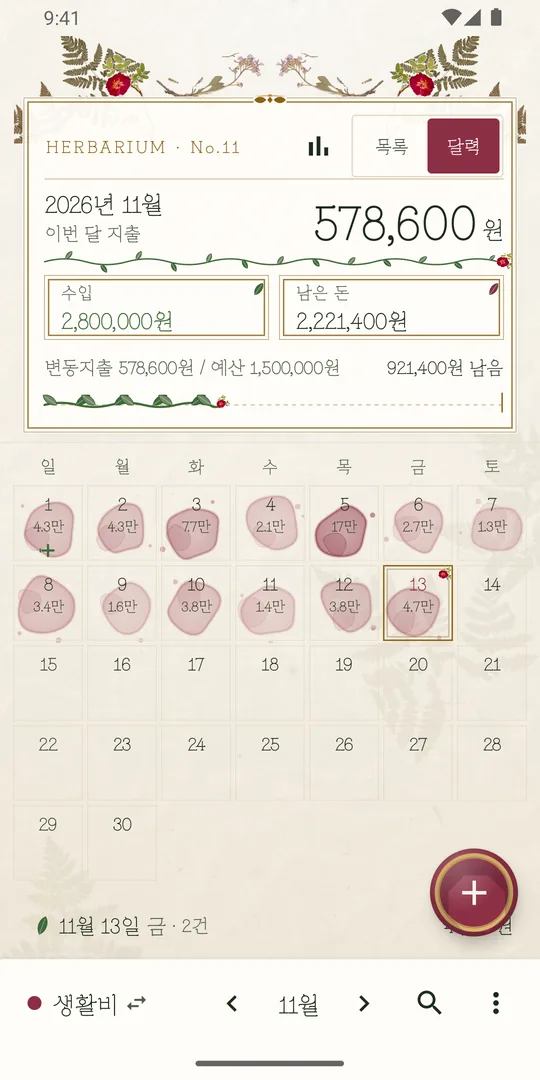 9:41
HERBARIUM · No.11
목록
달력
2026년 11월
이번 달 지출
578,600 원
수입
2,800,000원
남은 돈
2,221,400원
변동지출 578,600원 / 예산 1,500,000원
921,400원 남음
일 월 화 수 목 금 토
1 2 3 4 5 6 7
4.3만 4.3만 7.7만 2.1만 17만 2.7만 1.3만
8 9 10 11 12 13 14
3.4만 1.6만 3.8만 1.4만 3.8만 4.7만
15 16 17 18 19 20 21
22 23 24 25 26 27 28
29 30
11월 13일 금 · 2건
생활비
11월